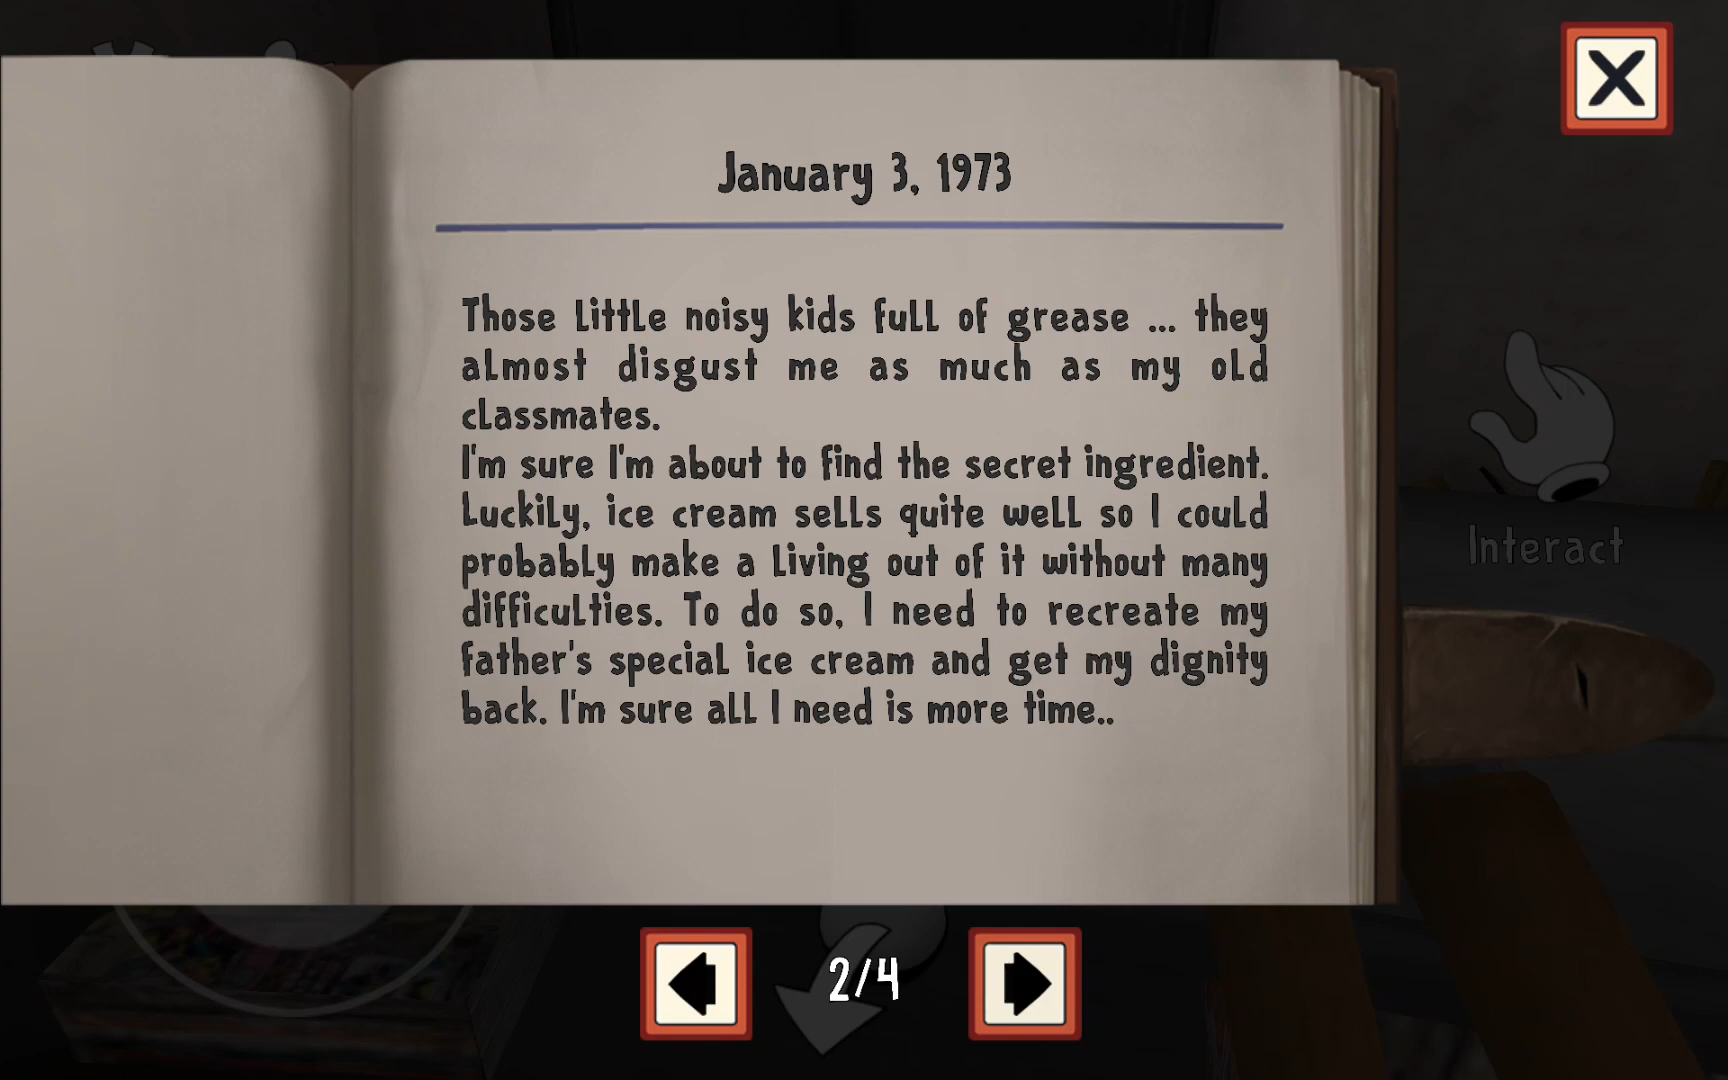 January 3, 1973
Those little noisy kids full of grease ... they
almost disgust me as much as my old
classmates.
I'm sure I'm about to find the secret ingredient.
Luckily, ice cream sells quite well so I could
probably make a living out of it without many
difficulties. To do so, I need to recreate my
father's special ice cream and get my dignity
back. I'm sure all I need is more time..
Interact
2/4